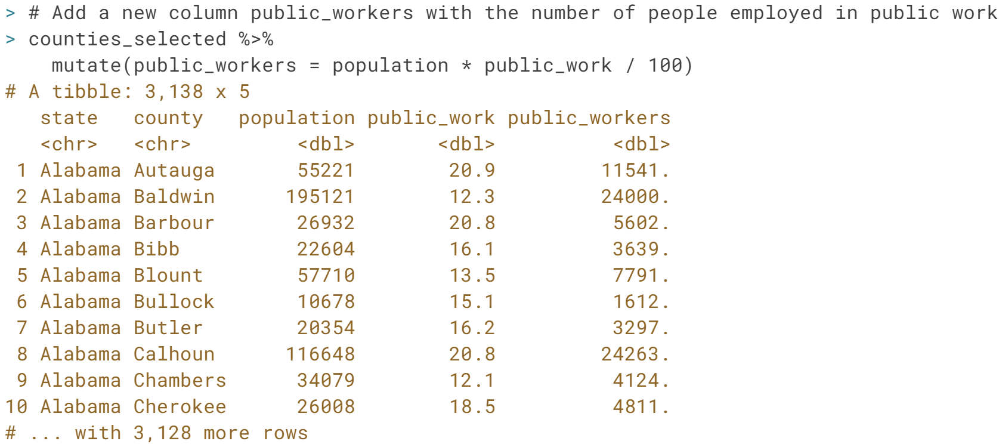 > # Add a new column public_workers with the number of people employed in public work
> counties_selected %>%
    mutate(public_workers = population * public_work / 100)
# A tibble: 3,138 x 5
   state   county   population public_work public_workers
   <chr>   <chr>         <dbl>       <dbl>          <dbl>
 1 Alabama Autauga       55221        20.9         11541.
 2 Alabama Baldwin      195121        12.3         24000.
 3 Alabama Barbour       26932        20.8          5602.
 4 Alabama Bibb          22604        16.1          3639.
 5 Alabama Blount        57710        13.5          7791.
 6 Alabama Bullock       10678        15.1          1612.
 7 Alabama Butler        20354        16.2          3297.
 8 Alabama Calhoun      116648        20.8         24263.
 9 Alabama Chambers      34079        12.1          4124.
10 Alabama Cherokee      26008        18.5          4811.
# ... with 3,128 more rows